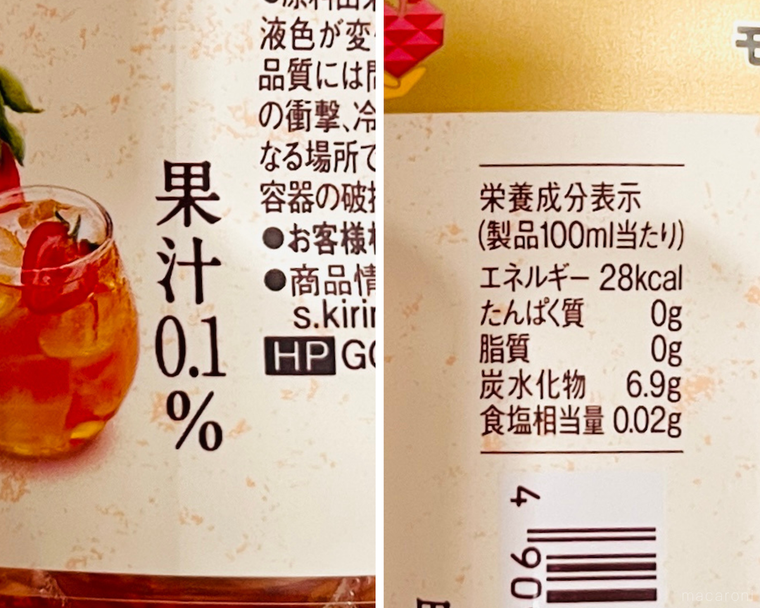 液色が変
品質には
の衝撃、冷
なる場所で
容器の破
●お客様
●商品情
s.kirin
HP GO
果汁0.1%
栄養成分表示
(製品100ml当たり)
エネルギー 28kcal
たんぱく質 0g
脂質 0g
炭水化物 6.9g
食塩相当量 0.02g
4
macaroni